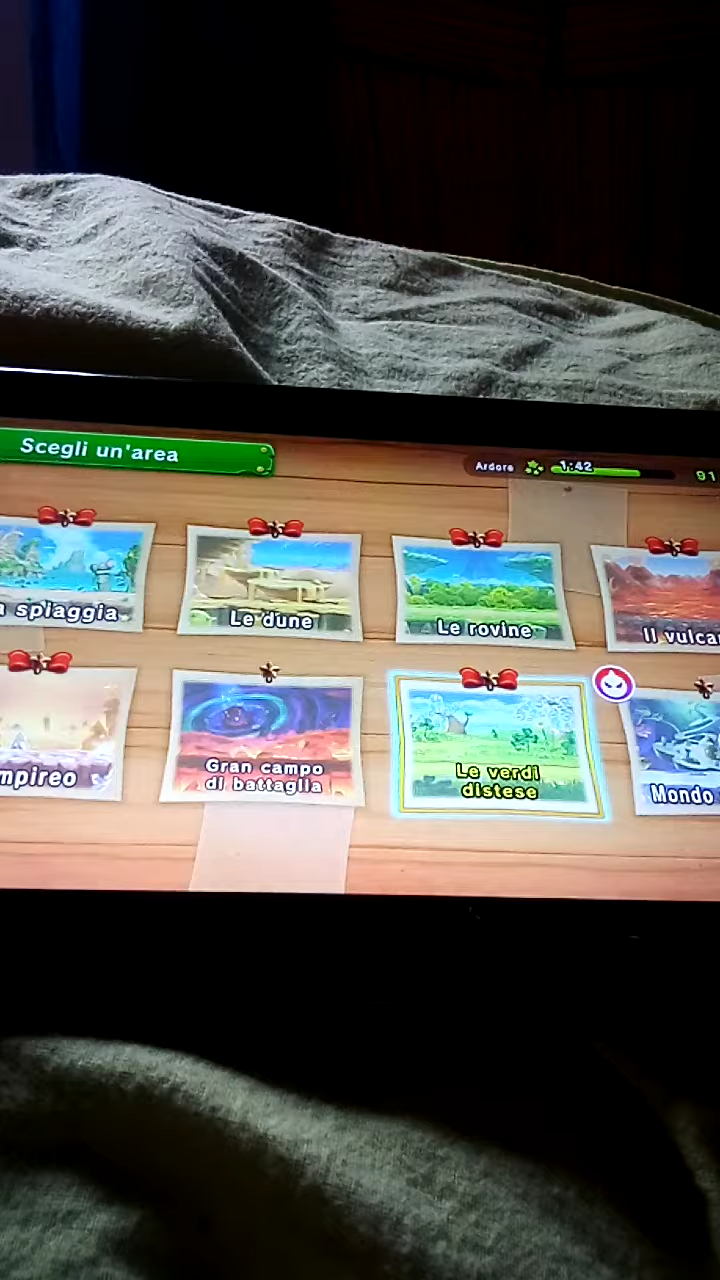 Scegli un'area
Ardore 1:42 91
a spiaggia
Le dune
Le rovine
Il vulca
mpireo
Gran campo
di battaglia
Le verdi
distese
Mondo